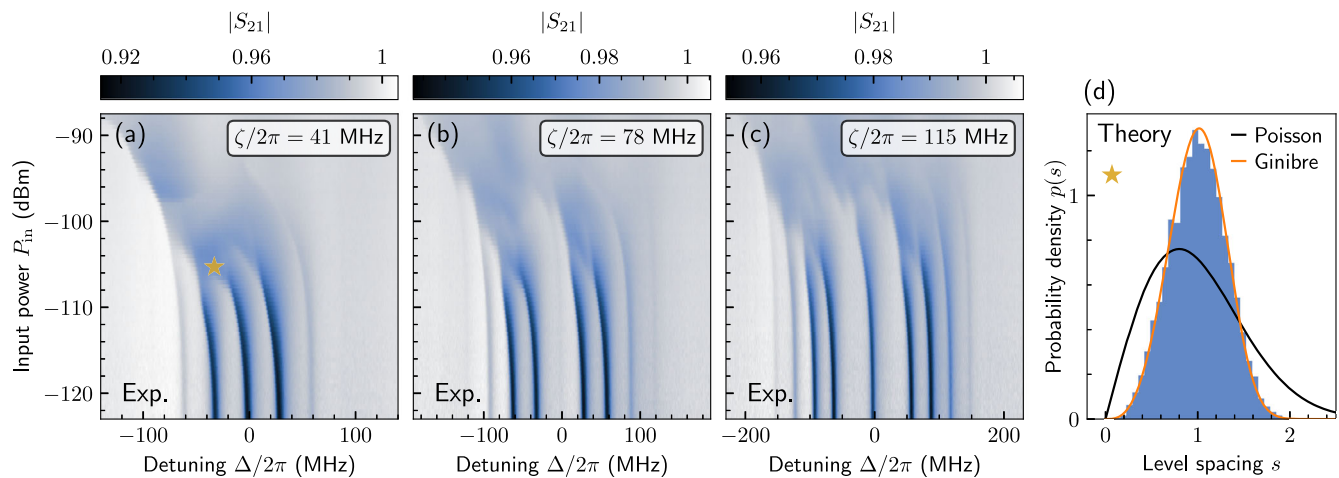 |S₂₁| |S₂₁| |S₂₁|
0.92 0.96 1 0.96 0.98 1 0.96 0.98 1
(d)
(a) ζ/2π = 41 MHz (b) ζ/2π = 78 MHz (c) ζ/2π = 115 MHz
Theory
Poisson
Ginibre
Input power Pᵢₙ (dBm)
−90
−100
−110
−120
Exp. Exp. Exp.
−100 0 100 −100 0 100 −200 0 200
Detuning Δ/2π (MHz) Detuning Δ/2π (MHz) Detuning Δ/2π (MHz)
Probability density p(s)
1
0
0 1 2
Level spacing s